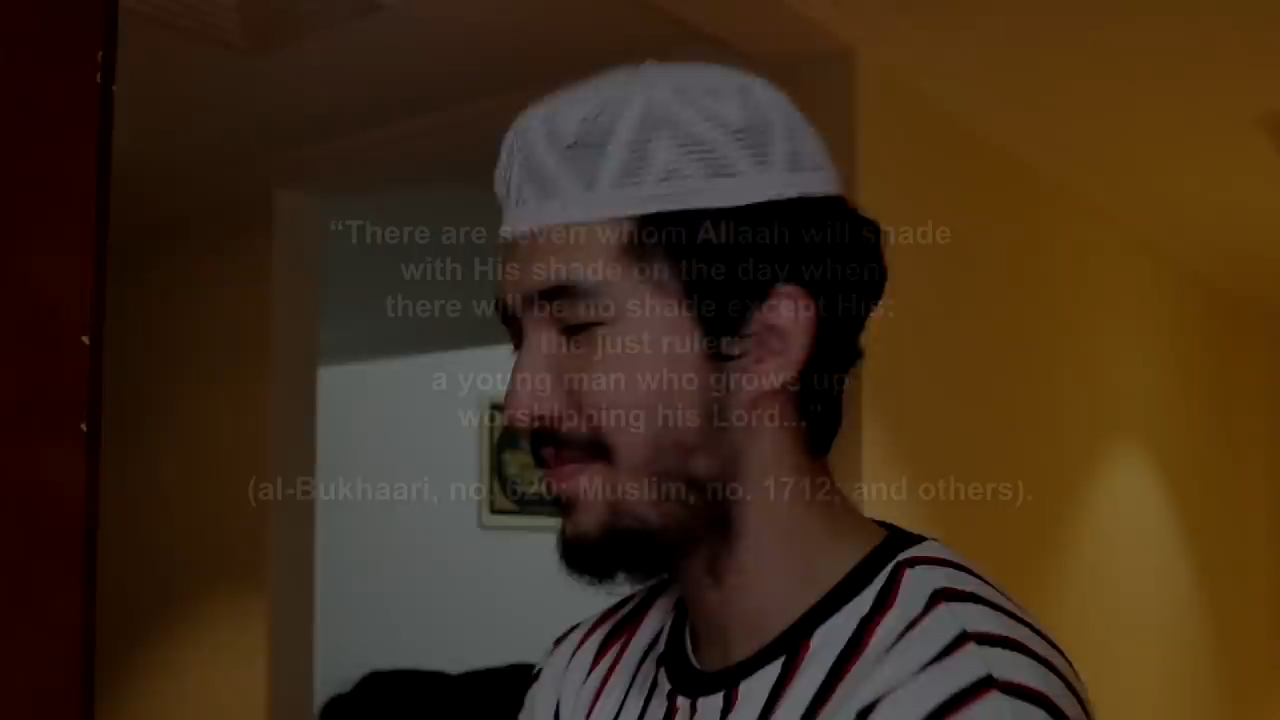 “There are seven whom Allaah will shade
with His shade on the day when
there will be no shade except His:
the just ruler,
a young man who grows up
worshipping his Lord...”
(al-Bukhaari, no. 620; Muslim, no. 1712, and others).